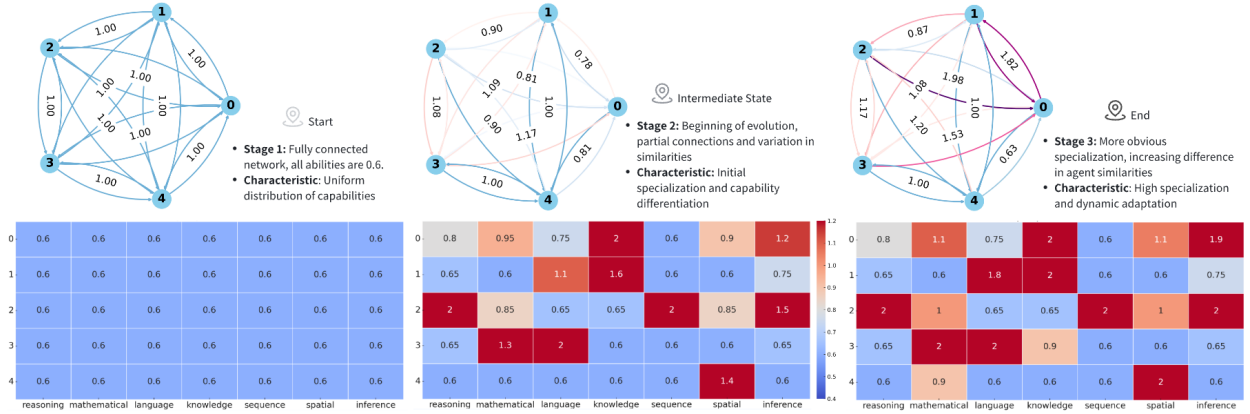 1
2
0
3
4
1.00
1.00
1.00
1.00
1.00
1.00
1.00
1.00
1.00
1.00
Start
• Stage 1: Fully connected
network, all abilities are 0.6.
• Characteristic: Uniform
distribution of capabilities
1
2
0
3
4
0.90
0.78
0.81
1.08
1.09
1.00
0.90
1.17
0.81
1.00
Intermediate State
• Stage 2: Beginning of evolution,
partial connections and variation in
similarities
• Characteristic: Initial
specialization and capability
differentiation
1
2
0
3
4
0.87
1.82
1.98
1.08
1.17
1.00
1.20
1.53
0.63
1.00
End
• Stage 3: More obvious
specialization, increasing difference
in agent similarities
• Characteristic: High specialization
and dynamic adaptation
0 0.6 0.6 0.6 0.6 0.6 0.6 0.6
1 0.6 0.6 0.6 0.6 0.6 0.6 0.6
2 0.6 0.6 0.6 0.6 0.6 0.6 0.6
3 0.6 0.6 0.6 0.6 0.6 0.6 0.6
4 0.6 0.6 0.6 0.6 0.6 0.6 0.6
reasoning mathematical language knowledge sequence spatial inference
0 0.8 0.95 0.75 2 0.6 0.9 1.2
1 0.65 0.6 1.1 1.6 0.6 0.6 0.75
2 2 0.85 0.65 0.65 2 0.85 1.5
3 0.65 1.3 2 0.6 0.6 0.6 0.65
4 0.6 0.6 0.6 0.6 0.6 1.4 0.6
reasoning mathematical language knowledge sequence spatial inference
1.2
1.1
1.0
0.9
0.8
0.7
0.6
0.5
0.4
0 0.8 1.1 0.75 2 0.6 1.1 1.9
1 0.65 0.6 1.8 2 0.6 0.6 0.75
2 2 1 0.65 0.65 2 1 2
3 0.65 2 2 0.9 0.6 0.6 0.65
4 0.6 0.9 0.6 0.6 0.6 2 0.6
reasoning mathematical language knowledge sequence spatial inference